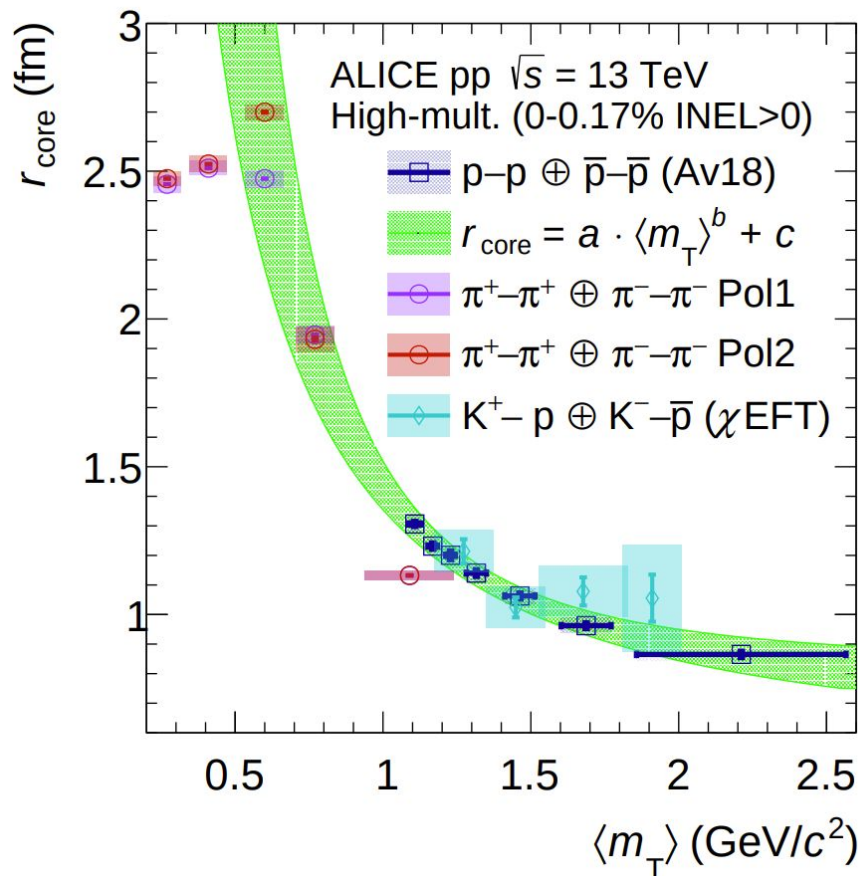 ALICE pp √s = 13 TeV
High-mult. (0-0.17% INEL>0)
p–p ⊕ p̅–p̅ (Av18)
r_core = a · ⟨m_T⟩^b + c
π⁺–π⁺ ⊕ π⁻–π⁻ Pol1
π⁺–π⁺ ⊕ π⁻–π⁻ Pol2
K⁺– p ⊕ K⁻–p̅ (χEFT)
r_core (fm)
3
2.5
2
1.5
1
0.5 1 1.5 2 2.5
⟨m_T⟩ (GeV/c²)